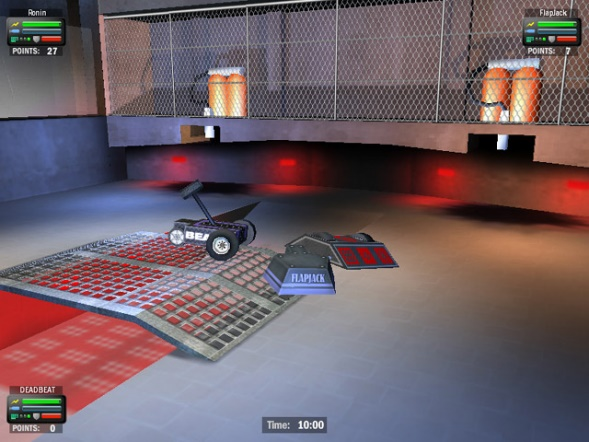 Ronin
POINTS: 27
FlapJack
POINTS: 7
BEA
FLAPJACK
DEADBEAT
POINTS: 0
Time: 10:00